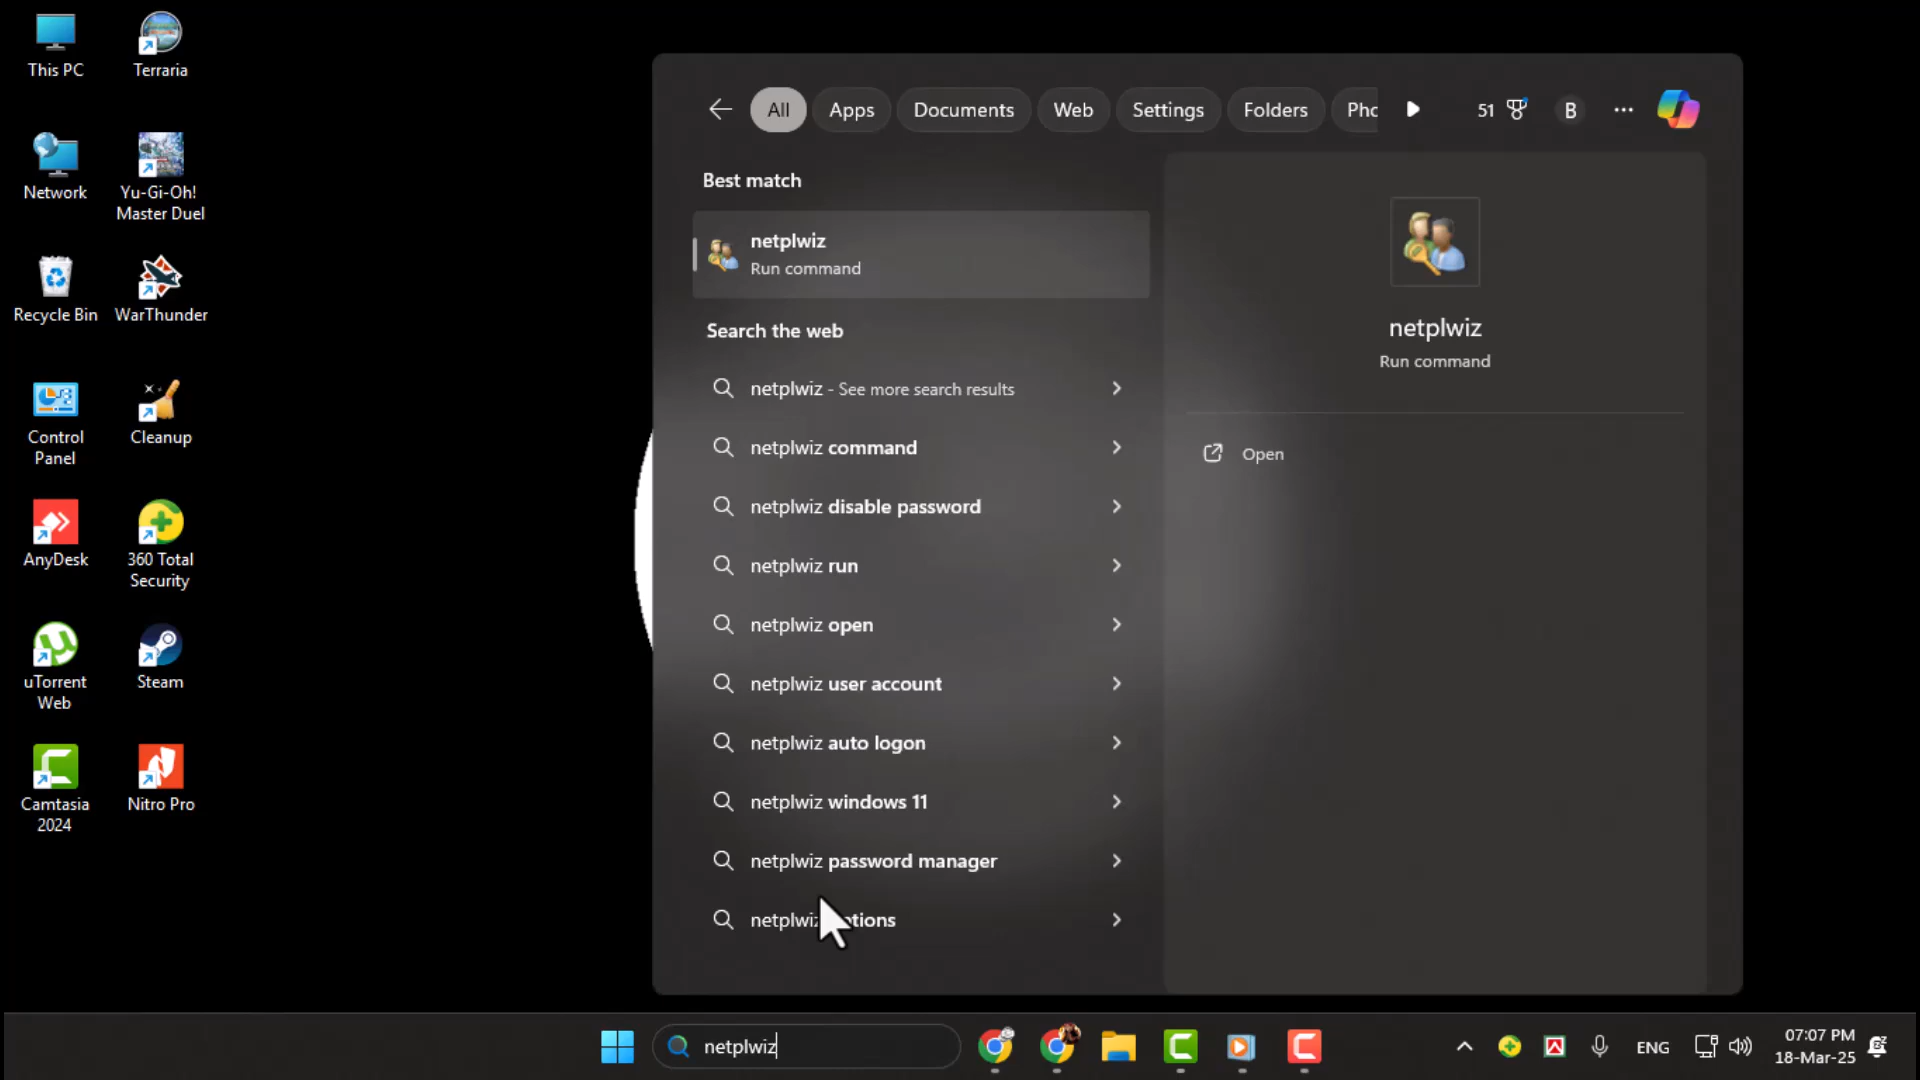 This PC
Terraria
Network
Yu-Gi-Oh!
Master Duel
Recycle Bin
WarThunder
Control
Panel
Cleanup
AnyDesk
360 Total
Security
uTorrent
Web
Steam
Camtasia
2024
Nitro Pro
All
Apps
Documents
Web
Settings
Folders
Pho
51
B
Best match
netplwiz
Run command
Search the web
netplwiz - See more search results
netplwiz command
netplwiz disable password
netplwiz run
netplwiz open
netplwiz user account
netplwiz auto logon
netplwiz windows 11
netplwiz password manager
netplwiz
netplwiz
Run command
Open
netplwiz
ENG
07:07 PM
18-Mar-25